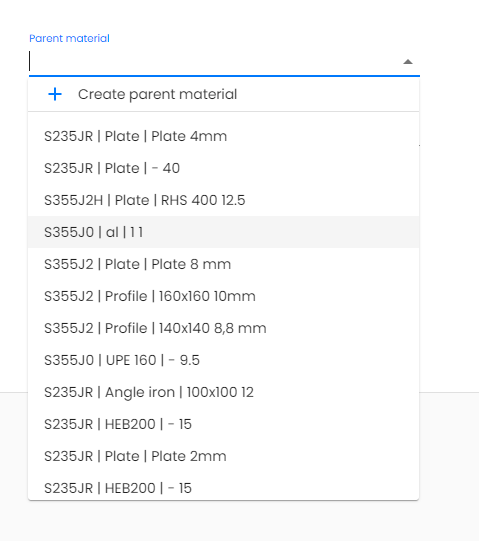 Parent material
+ Create parent material
S235JR | Plate | Plate 4mm
S235JR | Plate | - 40
S355J2H | Plate | RHS 400 12.5
S355J0 | al | 1 1
S355J2 | Plate | Plate 8 mm
S355J2 | Profile | 160x160 10mm
S355J2 | Profile | 140x140 8,8 mm
S355J0 | UPE 160 | - 9.5
S235JR | Angle iron | 100x100 12
S235JR | HEB200 | - 15
S235JR | Plate | Plate 2mm
S235JR | HEB200 | - 15